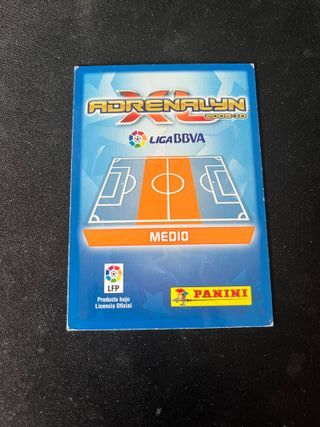 ADRENALYN
XL
2009-10
LIGA BBVA
MEDIO
LFP
Producto bajo
Licencia Oficial
PANINI